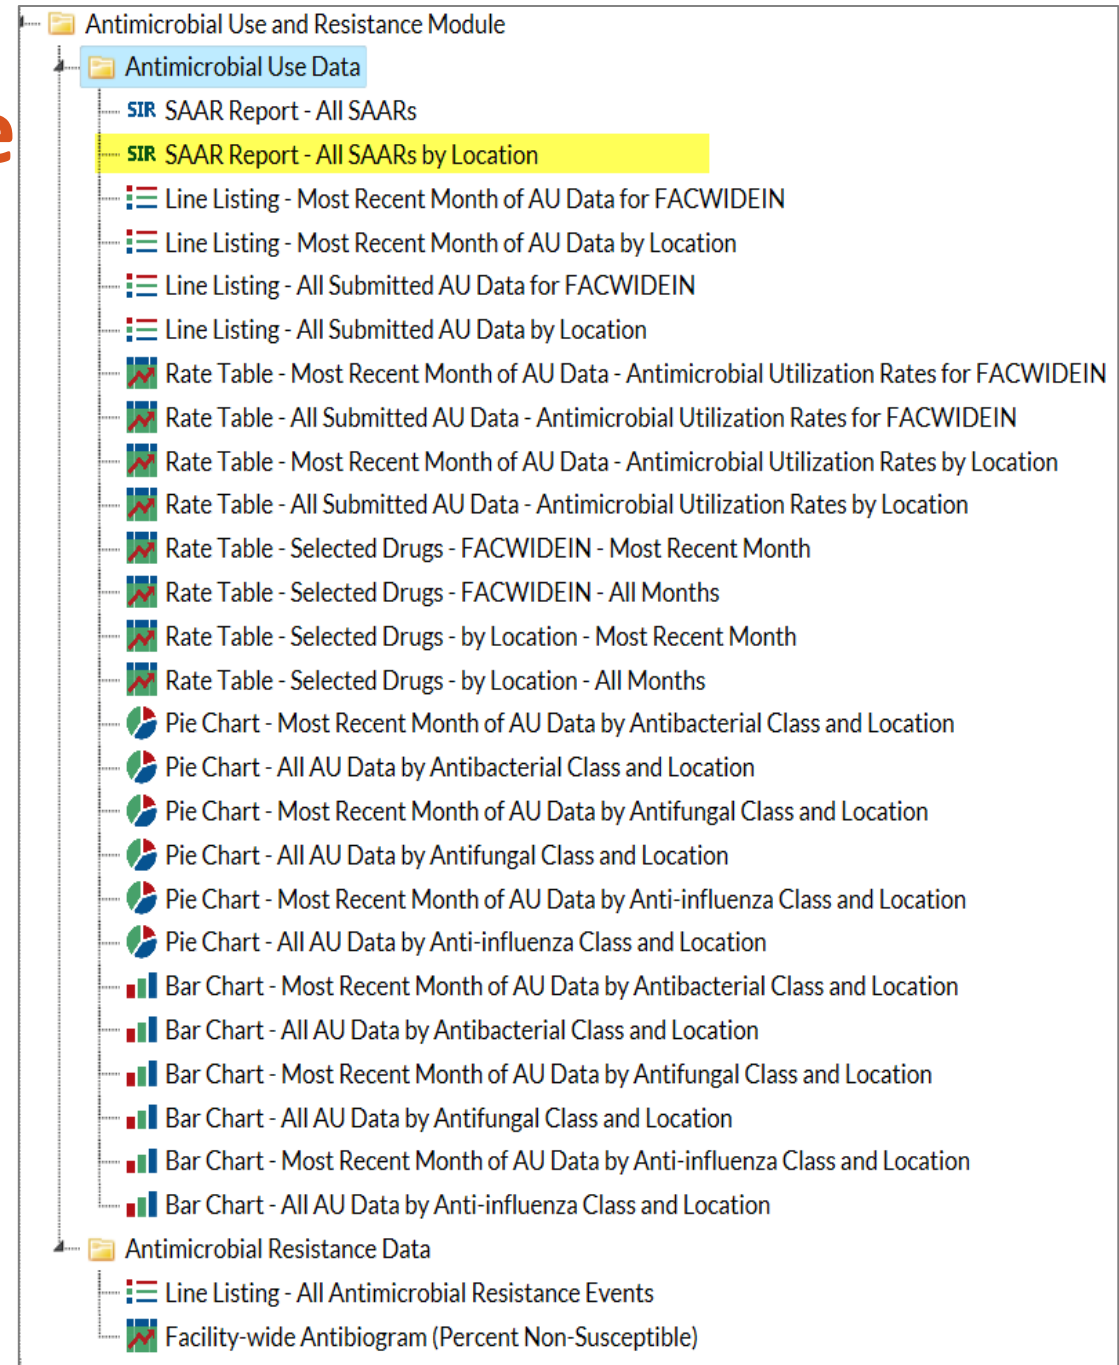 Antimicrobial Use and Resistance Module
Antimicrobial Use Data
SIR SAAR Report - All SAARs
e
SIR SAAR Report - All SAARs by Location
Line Listing - Most Recent Month of AU Data for FACWIDEIN
Line Listing - Most Recent Month of AU Data by Location
Line Listing - All Submitted AU Data for FACWIDEIN
Line Listing - All Submitted AU Data by Location
Rate Table - Most Recent Month of AU Data - Antimicrobial Utilization Rates for FACWIDEIN
Rate Table - All Submitted AU Data - Antimicrobial Utilization Rates for FACWIDEIN
Rate Table - Most Recent Month of AU Data - Antimicrobial Utilization Rates by Location
Rate Table - All Submitted AU Data - Antimicrobial Utilization Rates by Location
Rate Table - Selected Drugs - FACWIDEIN - Most Recent Month
Rate Table - Selected Drugs - FACWIDEIN - All Months
Rate Table - Selected Drugs - by Location - Most Recent Month
Rate Table - Selected Drugs - by Location - All Months
Pie Chart - Most Recent Month of AU Data by Antibacterial Class and Location
Pie Chart - All AU Data by Antibacterial Class and Location
Pie Chart - Most Recent Month of AU Data by Antifungal Class and Location
Pie Chart - All AU Data by Antifungal Class and Location
Pie Chart - Most Recent Month of AU Data by Anti-influenza Class and Location
Pie Chart - All AU Data by Anti-influenza Class and Location
Bar Chart - Most Recent Month of AU Data by Antibacterial Class and Location
Bar Chart - All AU Data by Antibacterial Class and Location
Bar Chart - Most Recent Month of AU Data by Antifungal Class and Location
Bar Chart - All AU Data by Antifungal Class and Location
Bar Chart - Most Recent Month of AU Data by Anti-influenza Class and Location
Bar Chart - All AU Data by Anti-influenza Class and Location
Antimicrobial Resistance Data
Line Listing - All Antimicrobial Resistance Events
Facility-wide Antibiogram (Percent Non-Susceptible)